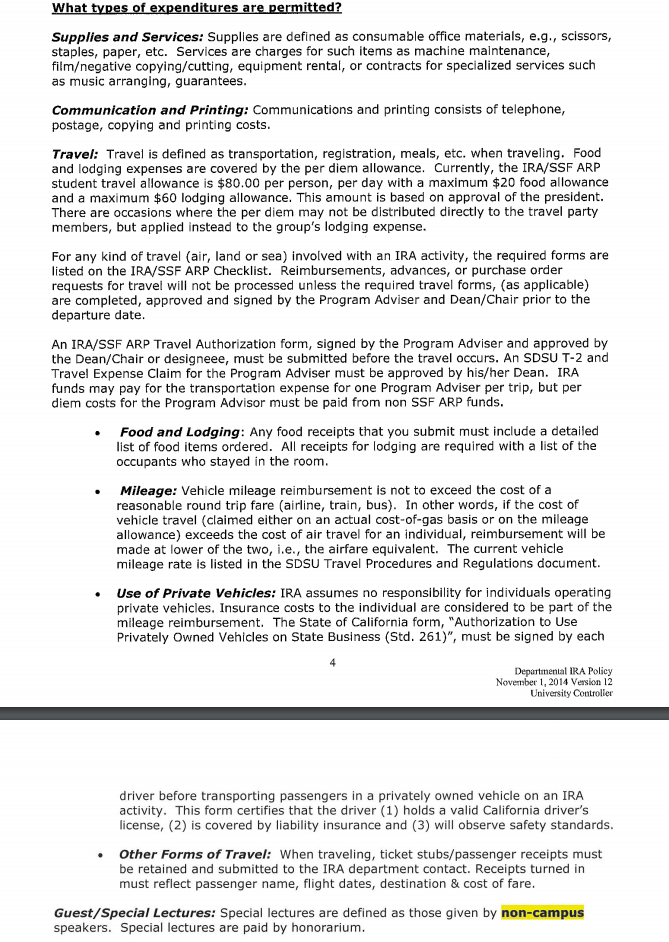 What types of expenditures are permitted?
Supplies and Services: Supplies are defined as consumable office materials, e.g., scissors,
staples, paper, etc. Services are charges for such items as machine maintenance,
film/negative copying/cutting, equipment rental, or contracts for specialized services such
as music arranging, guarantees.
Communication and Printing: Communications and printing consists of telephone,
postage, copying and printing costs.
Travel: Travel is defined as transportation, registration, meals, etc. when traveling. Food
and lodging expenses are covered by the per diem allowance. Currently, the IRA/SSF ARP
student travel allowance is $80.00 per person, per day with a maximum $20 food allowance
and a maximum $60 lodging allowance. This amount is based on approval of the president.
There are occasions where the per diem may not be distributed directly to the travel party
members, but applied instead to the group's lodging expense.
For any kind of travel (air, land or sea) involved with an IRA activity, the required forms are
listed on the IRA/SSF ARP Checklist. Reimbursements, advances, or purchase order
requests for travel will not be processed unless the required travel forms, (as applicable)
are completed, approved and signed by the Program Adviser and Dean/Chair prior to the
departure date.
An IRA/SSF ARP Travel Authorization form, signed by the Program Adviser and approved by
the Dean/Chair or designeee, must be submitted before the travel occurs. An SDSU T-2 and
Travel Expense Claim for the Program Adviser must be approved by his/her Dean. IRA
funds may pay for the transportation expense for one Program Adviser per trip, but per
diem costs for the Program Advisor must be paid from non SSF ARP funds.
• Food and Lodging: Any food receipts that you submit must include a detailed
list of food items ordered. All receipts for lodging are required with a list of the
occupants who stayed in the room.
• Mileage: Vehicle mileage reimbursement is not to exceed the cost of a
reasonable round trip fare (airline, train, bus). In other words, if the cost of
vehicle travel (claimed either on an actual cost-of-gas basis or on the mileage
allowance) exceeds the cost of air travel for an individual, reimbursement will be
made at lower of the two, i.e., the airfare equivalent. The current vehicle
mileage rate is listed in the SDSU Travel Procedures and Regulations document.
• Use of Private Vehicles: IRA assumes no responsibility for individuals operating
private vehicles. Insurance costs to the individual are considered to be part of the
mileage reimbursement. The State of California form, "Authorization to Use
Privately Owned Vehicles on State Business (Std. 261)", must be signed by each
4
Departmental IRA Policy
November 1, 2014 Version 12
University Controller
driver before transporting passengers in a privately owned vehicle on an IRA
activity. This form certifies that the driver (1) holds a valid California driver's
license, (2) is covered by liability insurance and (3) will observe safety standards.
• Other Forms of Travel: When traveling, ticket stubs/passenger receipts must
be retained and submitted to the IRA department contact. Receipts turned in
must reflect passenger name, flight dates, destination & cost of fare.
Guest/Special Lectures: Special lectures are defined as those given by non-campus
speakers. Special lectures are paid by honorarium.